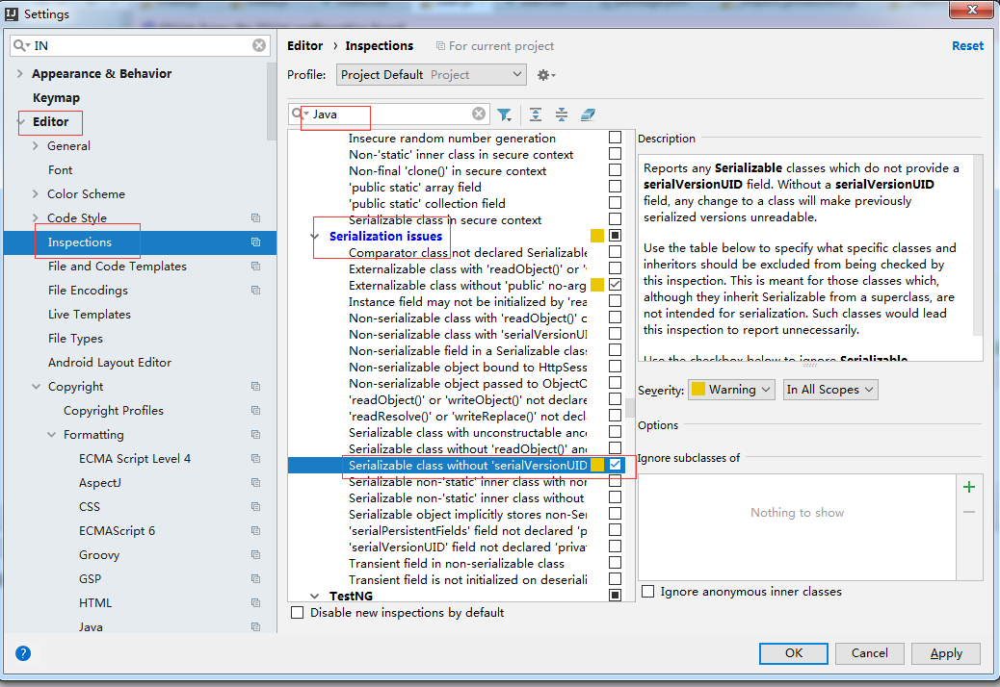 Settings
IN
Appearance & Behavior
Keymap
Editor
General
Font
Color Scheme
Code Style
Inspections
File and Code Templates
File Encodings
Live Templates
File Types
Android Layout Editor
Copyright
Copyright Profiles
Formatting
ECMA Script Level 4
AspectJ
CSS
ECMAScript 6
Groovy
GSP
HTML
Java
Editor › Inspections For current project
Reset
Profile: Project Default Project
Java
Insecure random number generation
Non-'static' inner class in secure context
Non-final 'clone()' in secure context
'public static' array field
'public static' collection field
Serializable class in secure context
Serialization issues
Comparator class not declared Serializable
Externalizable class with 'readObject()' or '
Externalizable class without 'public' no-arg
Instance field may not be initialized by 'rea
Non-serializable class with 'readObject()' o
Non-serializable class with 'serialVersionUI
Non-serializable field in a Serializable class
Non-serializable object bound to HttpSess
Non-serializable object passed to ObjectO
'readObject()' or 'writeObject()' not declare
'readResolve()' or 'writeReplace()' not decla
Serializable class with unconstructable ance
Serializable class without 'readObject()' and
Serializable class without 'serialVersionUID
Serializable non-'static' inner class with non
Serializable non-'static' inner class without
Serializable object implicitly stores non-Ser
'serialPersistentFields' field not declared 'p
'serialVersionUID' field not declared 'privat
Transient field in non-serializable class
Transient field is not initialized on deseriali
TestNG
Disable new inspections by default
Description
Reports any Serializable classes which do not provide a
serialVersionUID field. Without a serialVersionUID
field, any change to a class will make previously
serialized versions unreadable.
Use the table below to specify what specific classes and
inheritors should be excluded from being checked by
this inspection. This is meant for those classes which,
although they inherit Serializable from a superclass, are
not intended for serialization. Such classes would lead
this inspection to report unnecessarily.
Use the checkbox below to ignore Serializable
Severity: Warning In All Scopes
Options
Ignore subclasses of
Nothing to show
Ignore anonymous inner classes
?
OK
Cancel
Apply